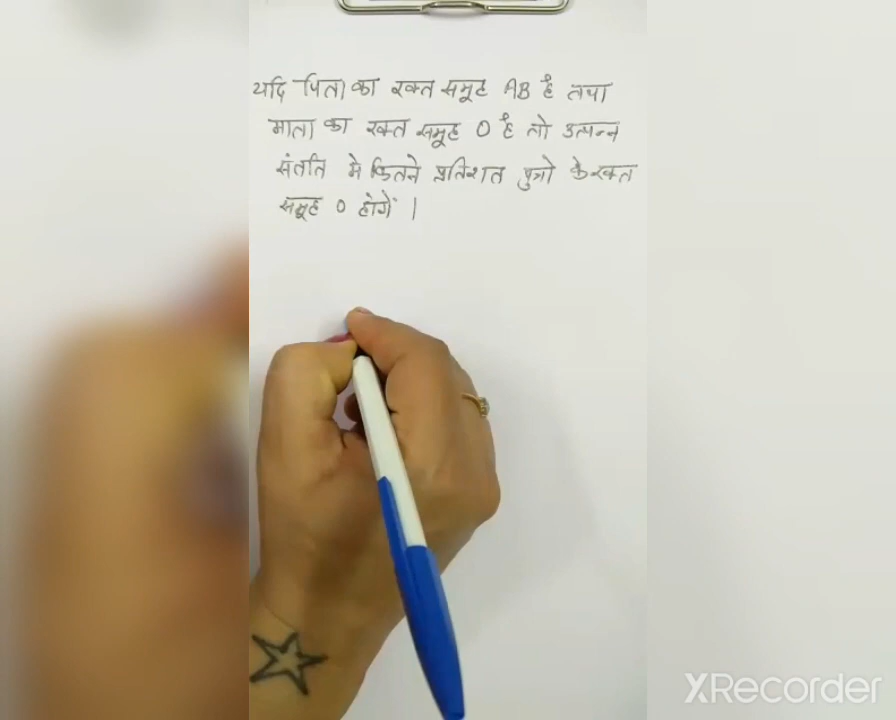 यदि पिता का रक्त समूह AB है तथा
माता का रक्त समूह O है तो उत्पन्न
संतति मे कितने प्रतिशत पुत्रो के रक्त
समूह O होगें |
XRecorder